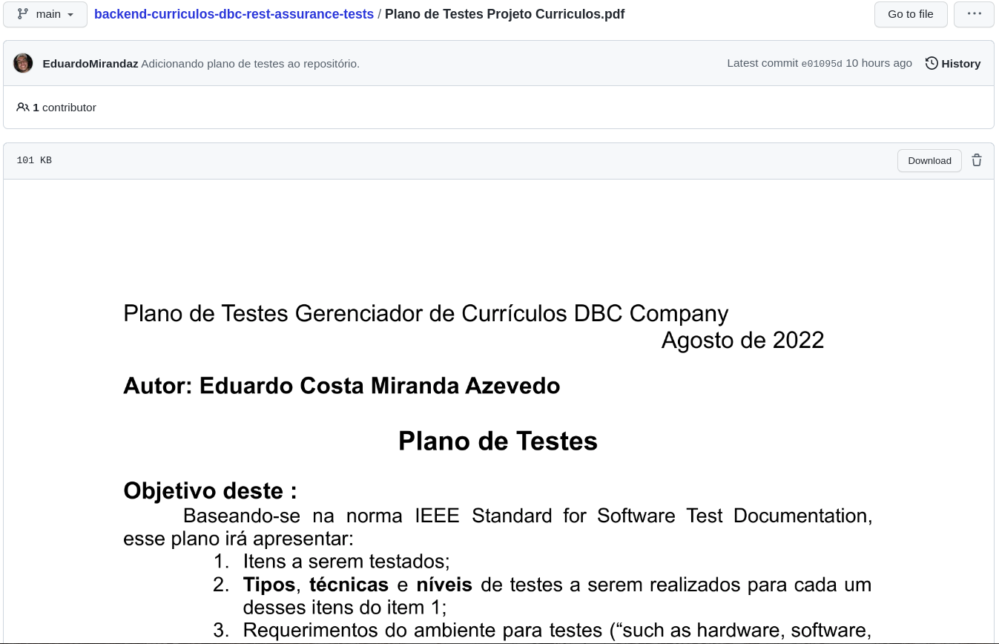 main
backend-curriculos-dbc-rest-assurance-tests / Plano de Testes Projeto Curriculos.pdf
Go to file
...
EduardoMirandaz Adicionando plano de testes ao repositório.
Latest commit e01095d 10 hours ago
History
1 contributor
101 KB
Download
Plano de Testes Gerenciador de Currículos DBC Company
Agosto de 2022
Autor: Eduardo Costa Miranda Azevedo
Plano de Testes
Objetivo deste :
Baseando-se na norma IEEE Standard for Software Test Documentation,
esse plano irá apresentar:
1. Itens a serem testados;
2. Tipos, técnicas e níveis de testes a serem realizados para cada um
desses itens do item 1;
3. Requerimentos do ambiente para testes (“such as hardware, software,